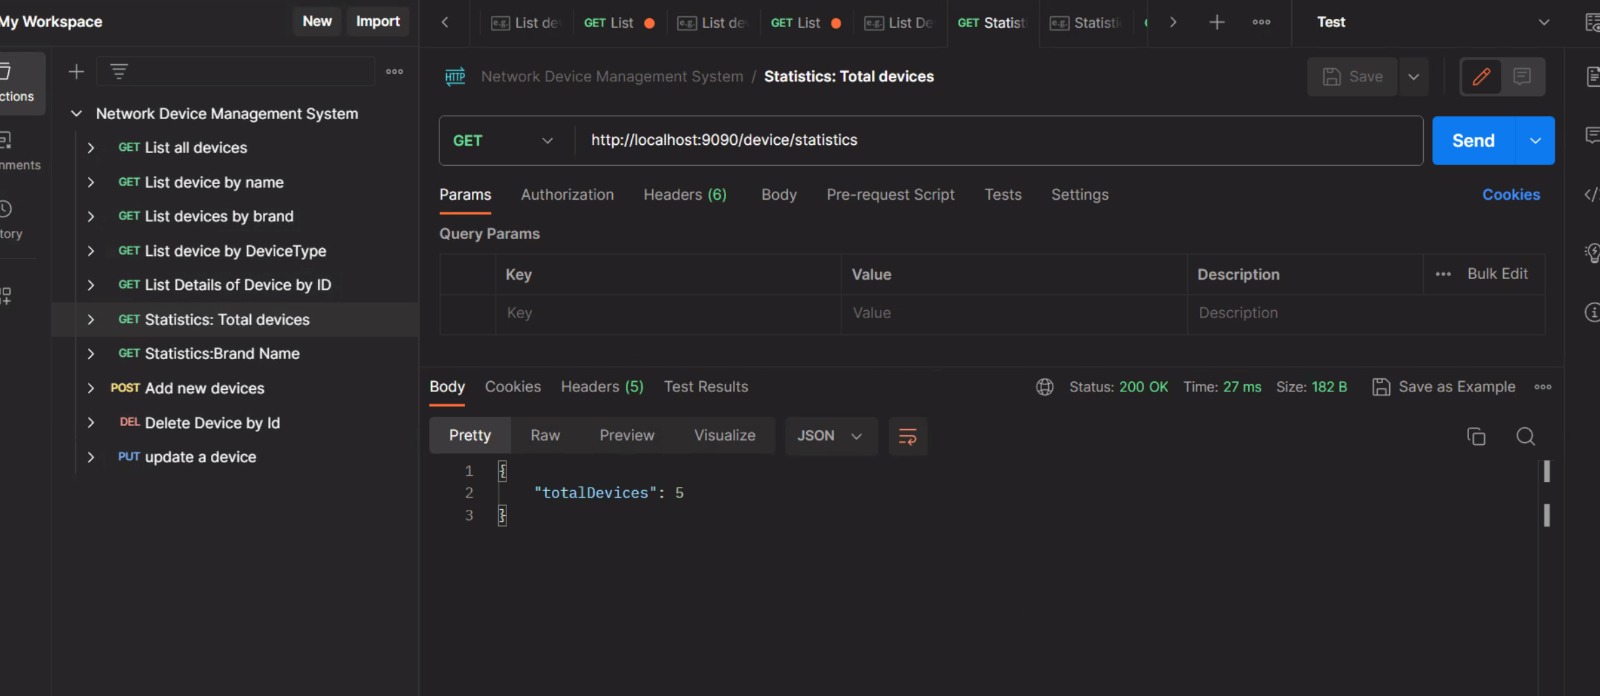 My Workspace
New
Import
ctions
nments
tory
Network Device Management System
GET List all devices
GET List device by name
GET List devices by brand
GET List device by DeviceType
GET List Details of Device by ID
GET Statistics: Total devices
GET Statistics:Brand Name
POST Add new devices
DEL Delete Device by Id
PUT update a device
e.g. List de
GET List
e.g. List de
GET List
e.g. List De
GET Statist
e.g. Statisti
Test
HTTP Network Device Management System / Statistics: Total devices
Save
GET http://localhost:9090/device/statistics
Send
Params Authorization Headers (6) Body Pre-request Script Tests Settings Cookies
Query Params
Key Value Description Bulk Edit
Key Value Description
Body Cookies Headers (5) Test Results Status: 200 OK Time: 27 ms Size: 182 B Save as Example
Pretty Raw Preview Visualize JSON
1 {
2 "totalDevices": 5
3 }